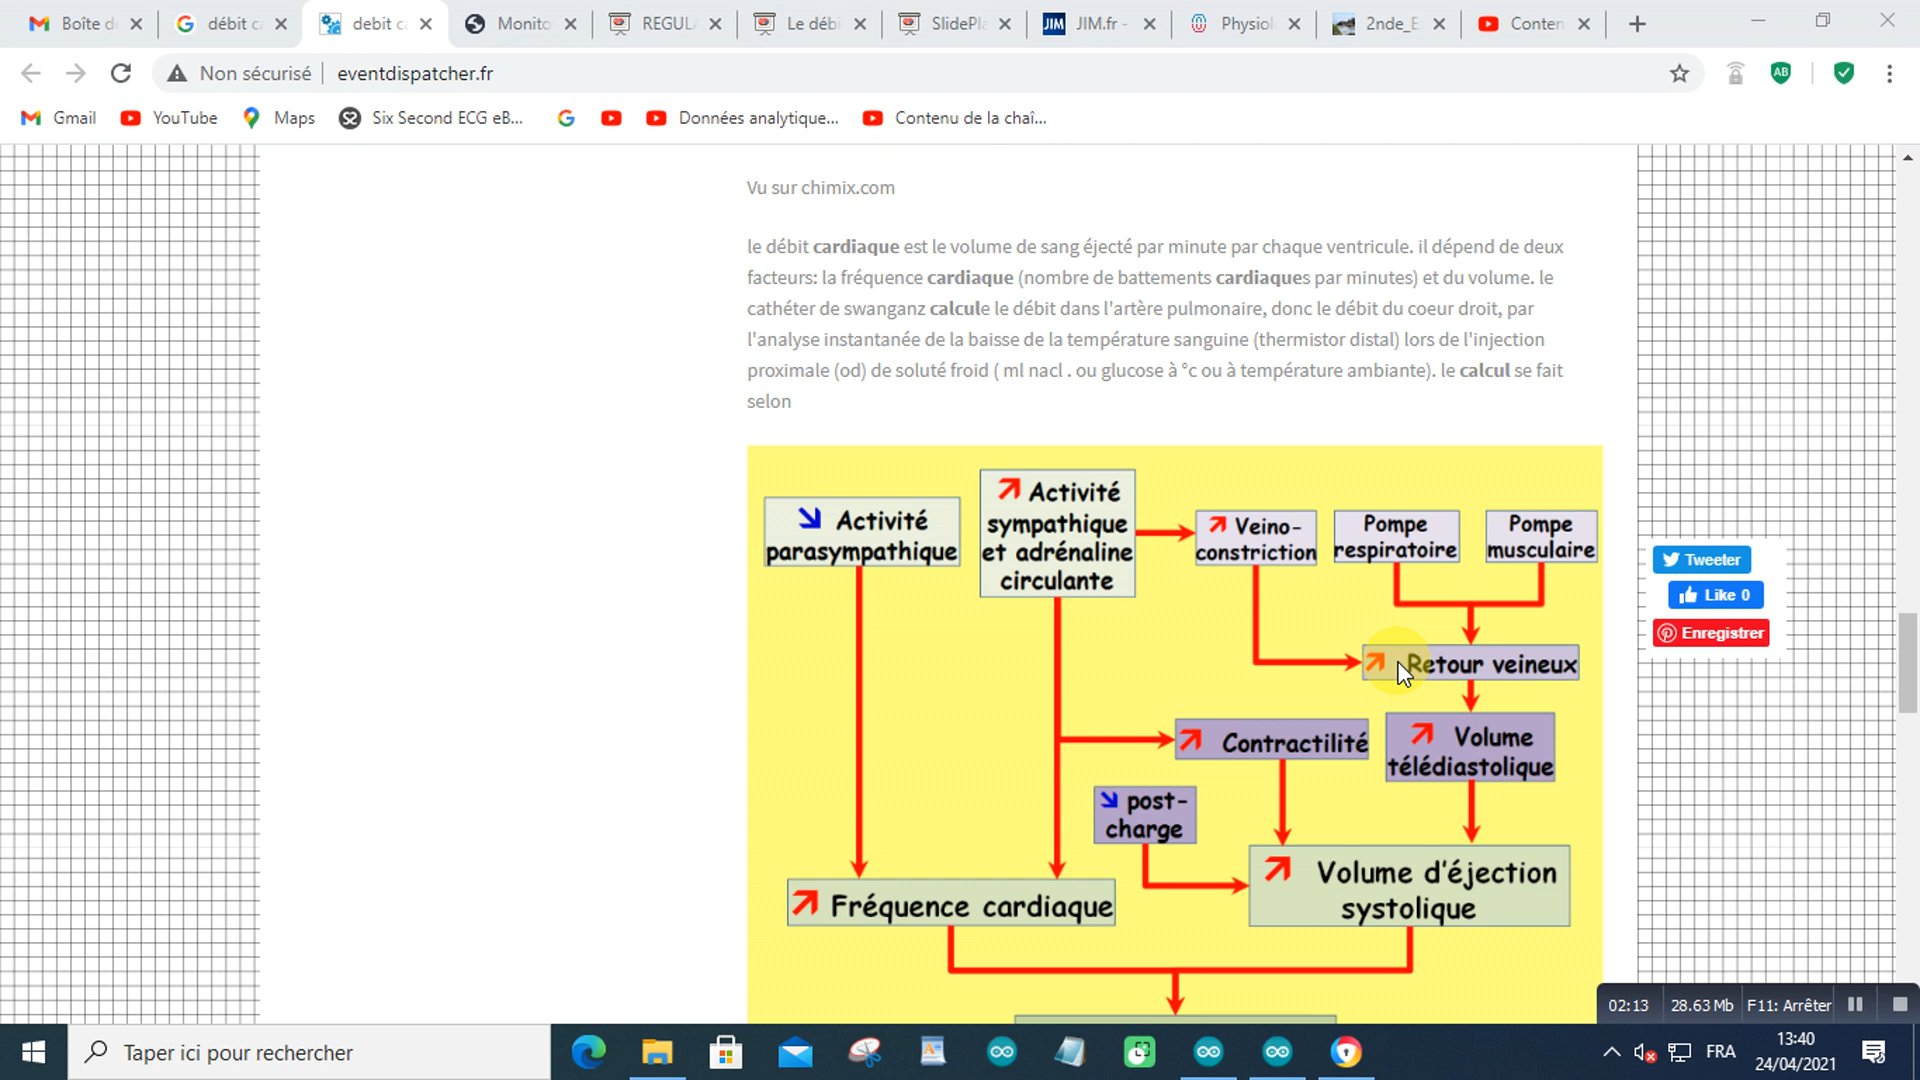 Boîte d
débit ca
debit ca
Monito
REGUL
Le débi
SlidePl
JIM
JIM.fr -
Physiol
2nde_E
Conten
Non sécurisé
eventdispatcher.fr
AB
Gmail
YouTube
Maps
Six Second ECG eB...
Données analytique...
Contenu de la chaî...
Vu sur chimix.com
le débit cardiaque est le volume de sang éjecté par minute par chaque ventricule. il dépend de deux
facteurs: la fréquence cardiaque (nombre de battements cardiaques par minutes) et du volume. le
cathéter de swanganz calcule le débit dans l'artère pulmonaire, donc le débit du coeur droit, par
l'analyse instantanée de la baisse de la température sanguine (thermistor distal) lors de l'injection
proximale (od) de soluté froid ( ml nacl . ou glucose à °c ou à température ambiante). le calcul se fait
selon
Activité
parasympathique
Activité
sympathique
et adrénaline
circulante
Veino-
constriction
Pompe
respiratoire
Pompe
musculaire
Retour veineux
Contractilité
Volume
télédiastolique
post-
charge
Volume d'éjection
systolique
Fréquence cardiaque
Tweeter
Like 0
Enregistrer
02:13
28.63 Mb
F11: Arrêter
Taper ici pour rechercher
FRA
13:40
24/04/2021